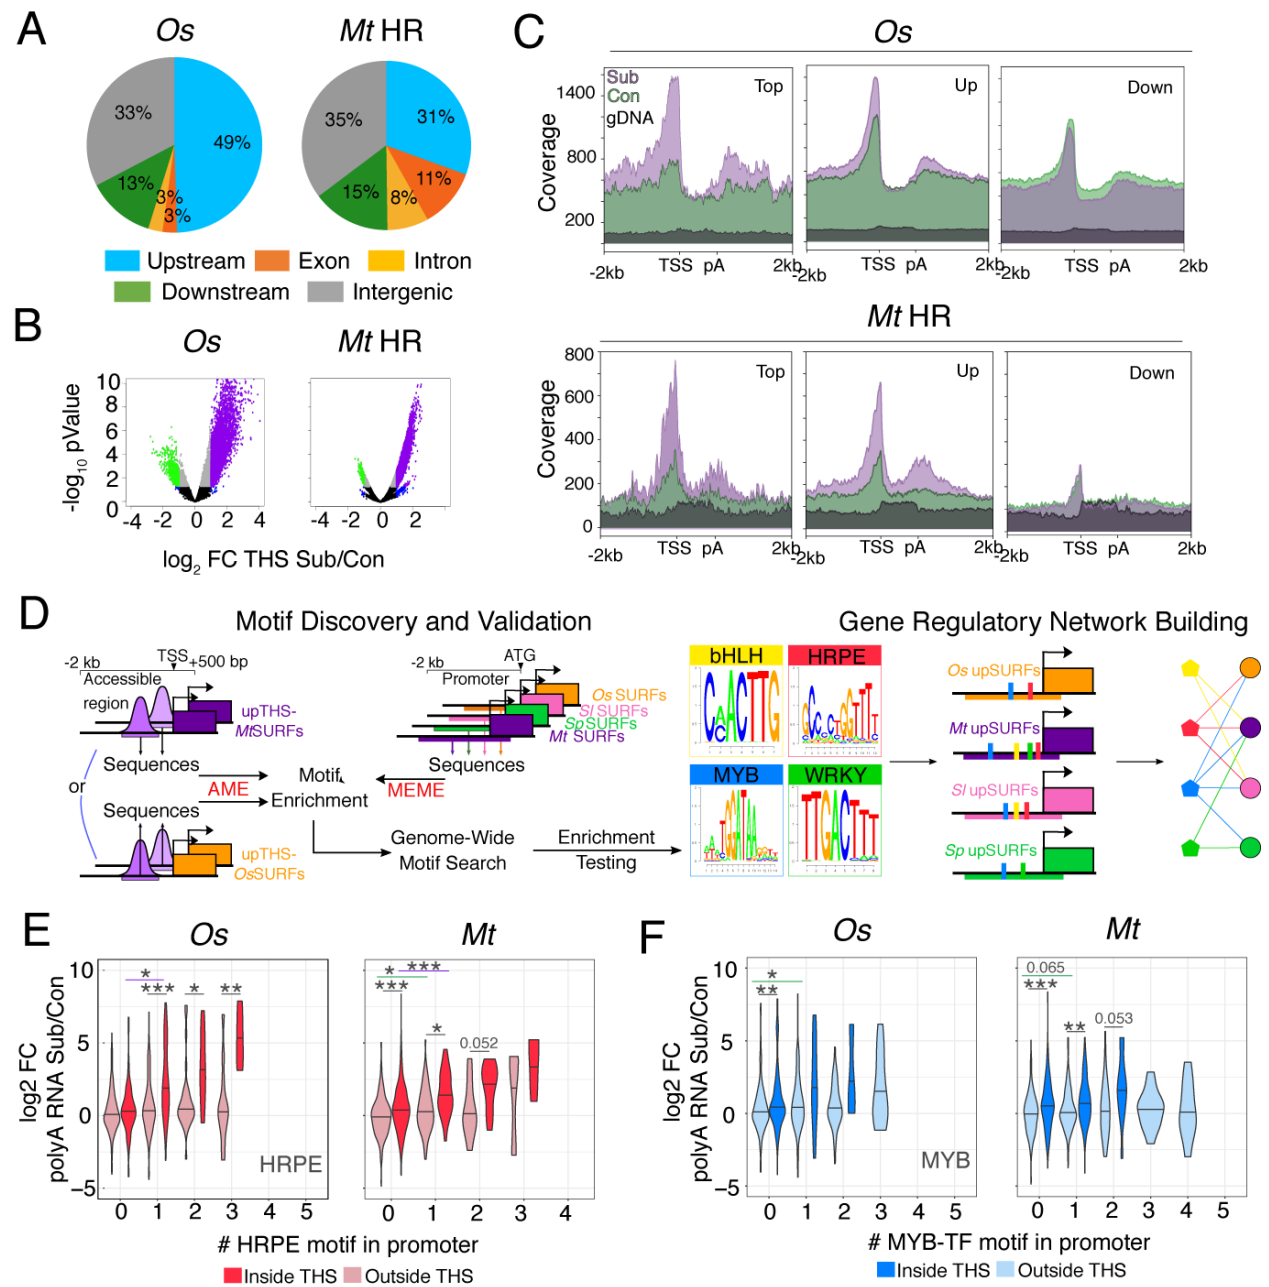 A
Os
Mt HR
33%
49%
13%
3%
3%
35%
31%
15%
8%
11%
Upstream
Exon
Intron
Downstream
Intergenic
B
Os
Mt HR
-log10 pValue
10
8
6
4
2
0
-4
-2
0
2
4
-4
-2
0
2
log2 FC THS Sub/Con
C
Os
Coverage
1400
800
200
Sub
Con
gDNA
Top
Up
Down
-2kb
TSS
pA
2kb
-2kb
TSS
pA
2kb
TSS
pA
2kb
Mt HR
Coverage
800
600
400
200
0
Top
Up
Down
-2kb
TSS
pA
2kb
-2kb
TSS
pA
2kb
TSS
pA
2kb
D
Motif Discovery and Validation
Gene Regulatory Network Building
-2 kb
TSS
+500 bp
Accessible
region
upTHS-
MtSURFs
Sequences
or
AME
Sequences
upTHS-
OsSURFs
Motif
Enrichment
ATG
-2 kb
Promoter
Os SURFs
Sl SURFs
Sp SURFs
Mt SURFs
Sequences
MEME
Genome-Wide
Motif Search
Enrichment
Testing
bHLH
HRPE
MYB
WRKY
Os upSURFs
Mt upSURFs
Sl upSURFs
Sp upSURFs
E
Os
Mt
log2 FC
polyA RNA Sub/Con
10
5
0
−5
*
***
*
**
HRPE
*
***
***
*
0.052
0
1
2
3
4
5
0
1
2
3
4
# HRPE motif in promoter
Inside THS
Outside THS
F
Os
Mt
log2 FC
polyA RNA Sub/Con
10
5
0
−5
*
**
MYB
0.065
***
**
0.053
0
1
2
3
4
5
0
1
2
3
4
5
# MYB-TF motif in promoter
Inside THS
Outside THS